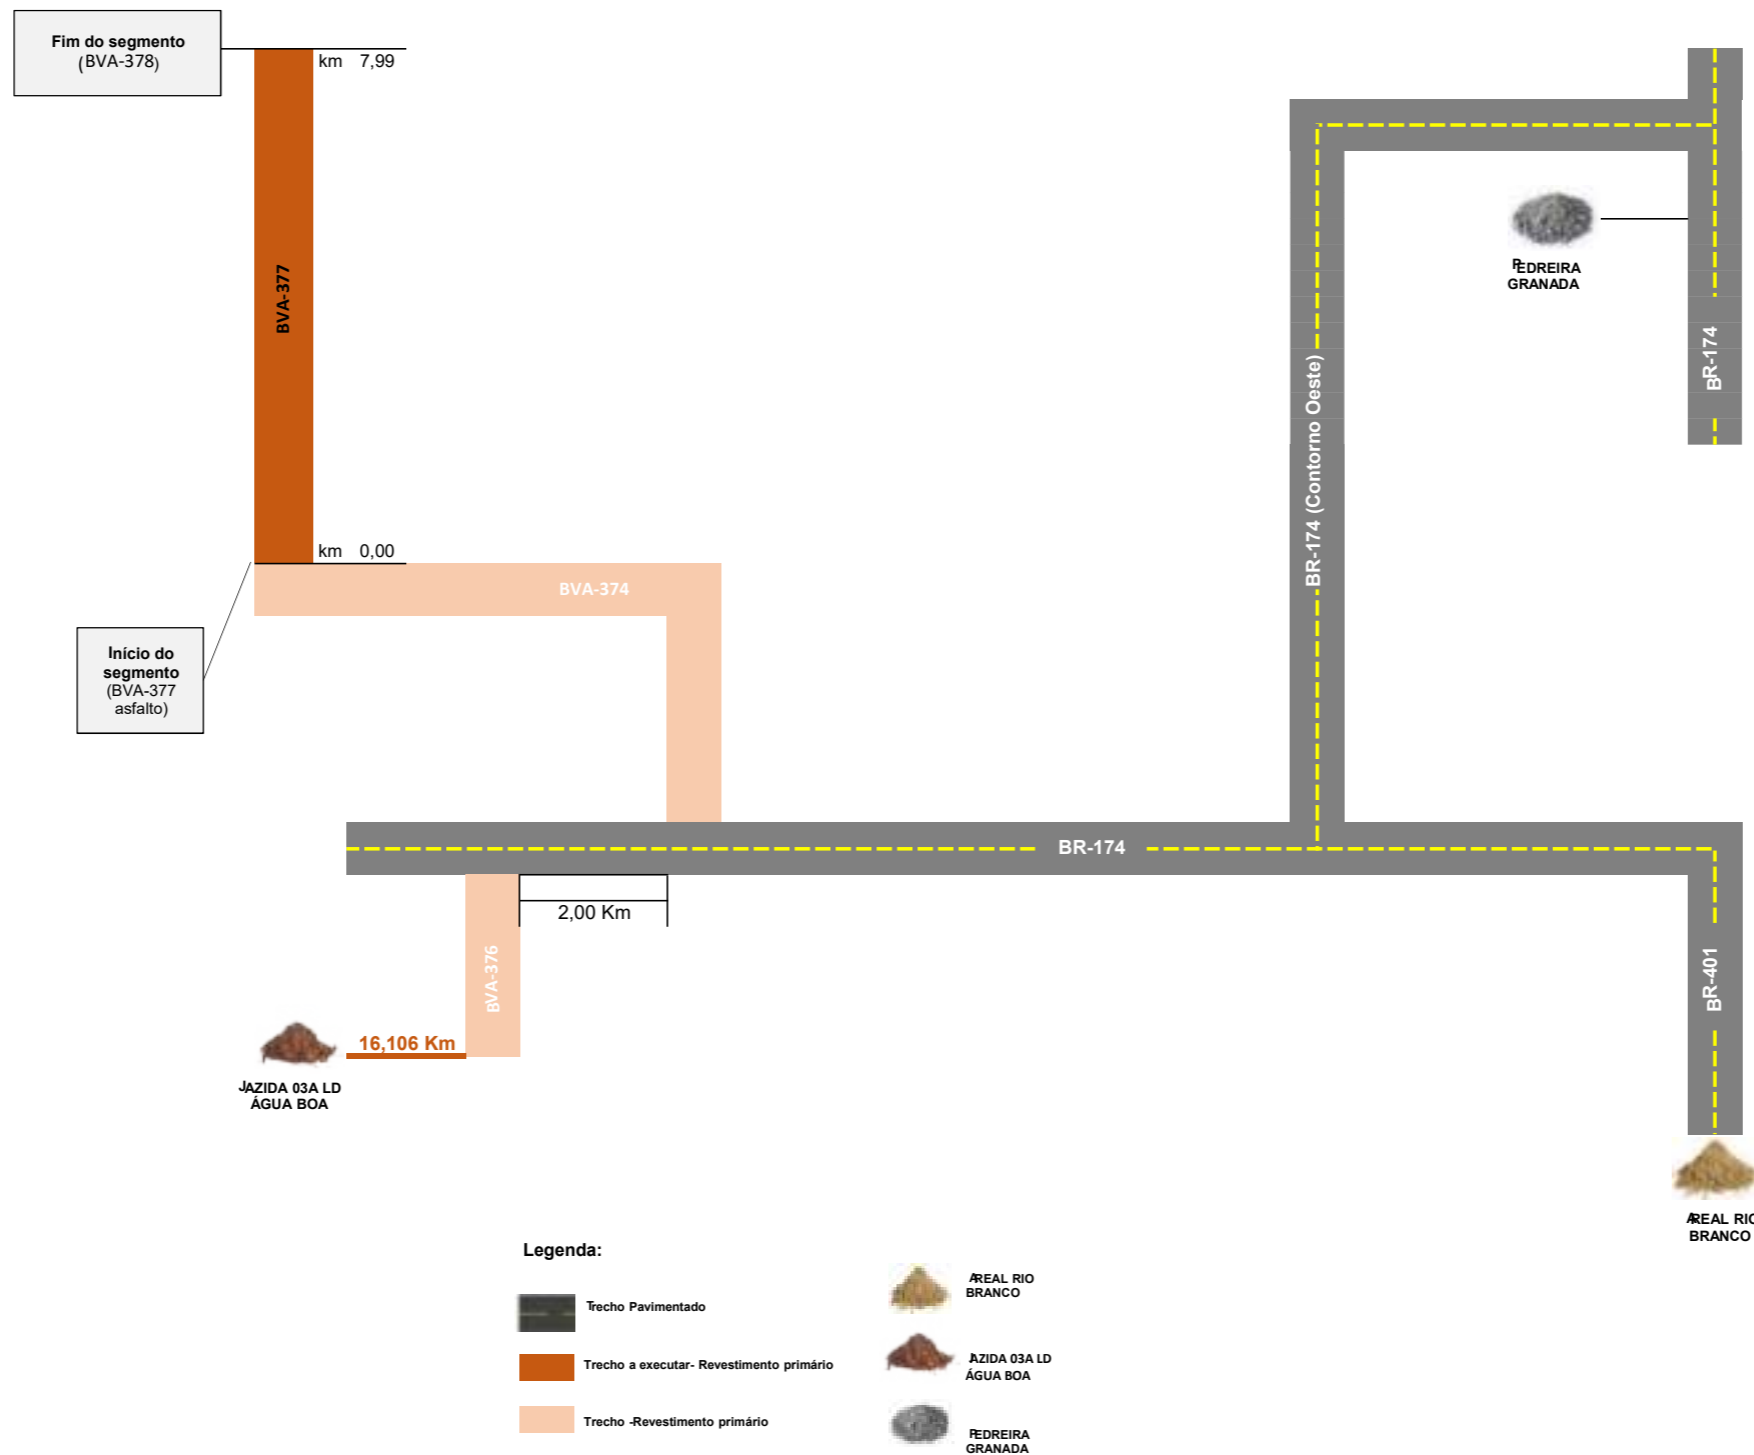 Fim do segmento
(BVA-378)
km 7,99
BVA-377
km 0,00
BVA-374
Início do
segmento
(BVA-377
asfalto)
PEDREIRA
GRANADA
BR-174
BR-174 (Contorno Oeste)
BR-174
2,00 Km
BVA-376
BR-401
16,106 Km
JAZIDA 03A LD
ÁGUA BOA
AREAL RIO
BRANCO
Legenda:
Trecho Pavimentado
Trecho a executar- Revestimento primário
Trecho -Revestimento primário
AREAL RIO
BRANCO
JAZIDA 03A LD
ÁGUA BOA
PEDREIRA
GRANADA